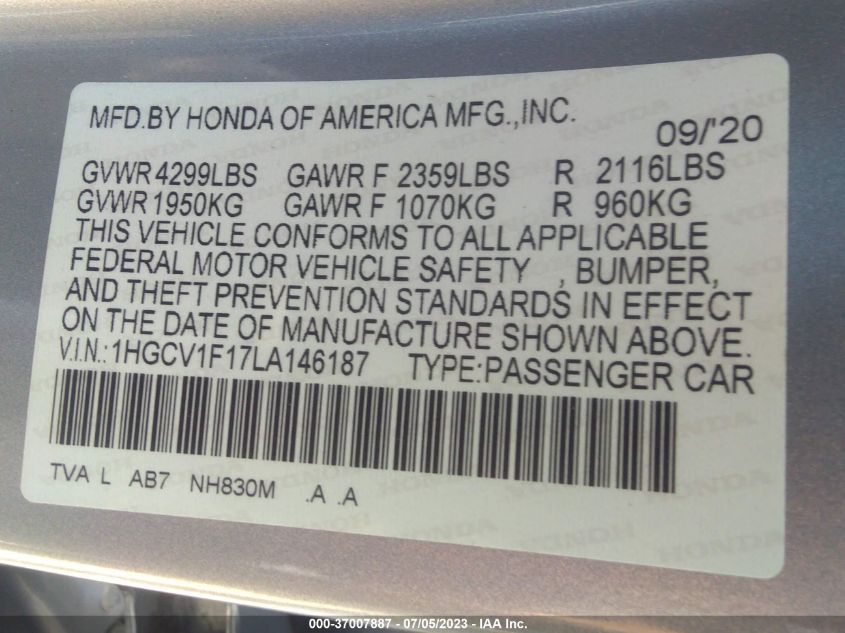 MFD.BY HONDA OF AMERICA MFG.,INC.
09/'20
GVWR 4299LBS GAWR F 2359LBS R 2116LBS
GVWR 1950KG GAWR F 1070KG R 960KG
THIS VEHICLE CONFORMS TO ALL APPLICABLE
FEDERAL MOTOR VEHICLE SAFETY , BUMPER,
AND THEFT PREVENTION STANDARDS IN EFFECT
ON THE DATE OF MANUFACTURE SHOWN ABOVE.
V.I.N.:1HGCV1F17LA146187 TYPE:PASSENGER CAR
TVA L AB7 NH830M .A .A
000-37007887 - 07/05/2023 - IAA Inc.